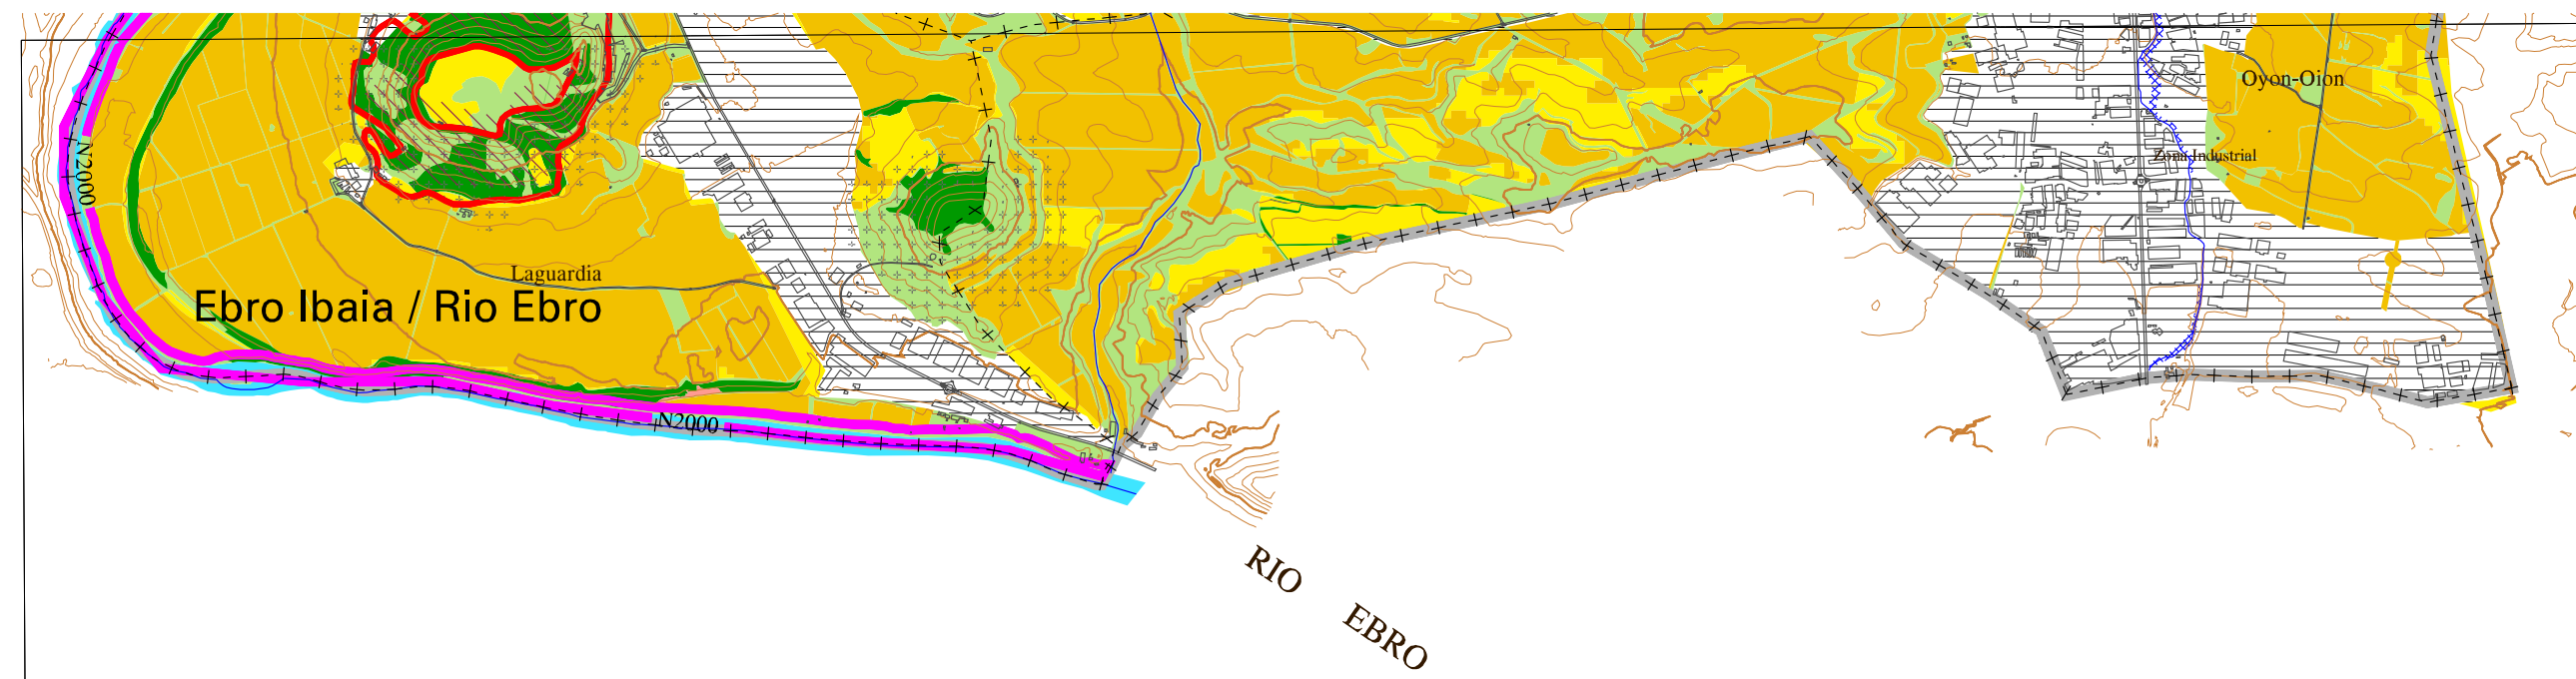 Oyon-Oion
Zona Industrial
N2000
Laguardia
Ebro Ibaia / Rio Ebro
N2000
RIO
EBRO